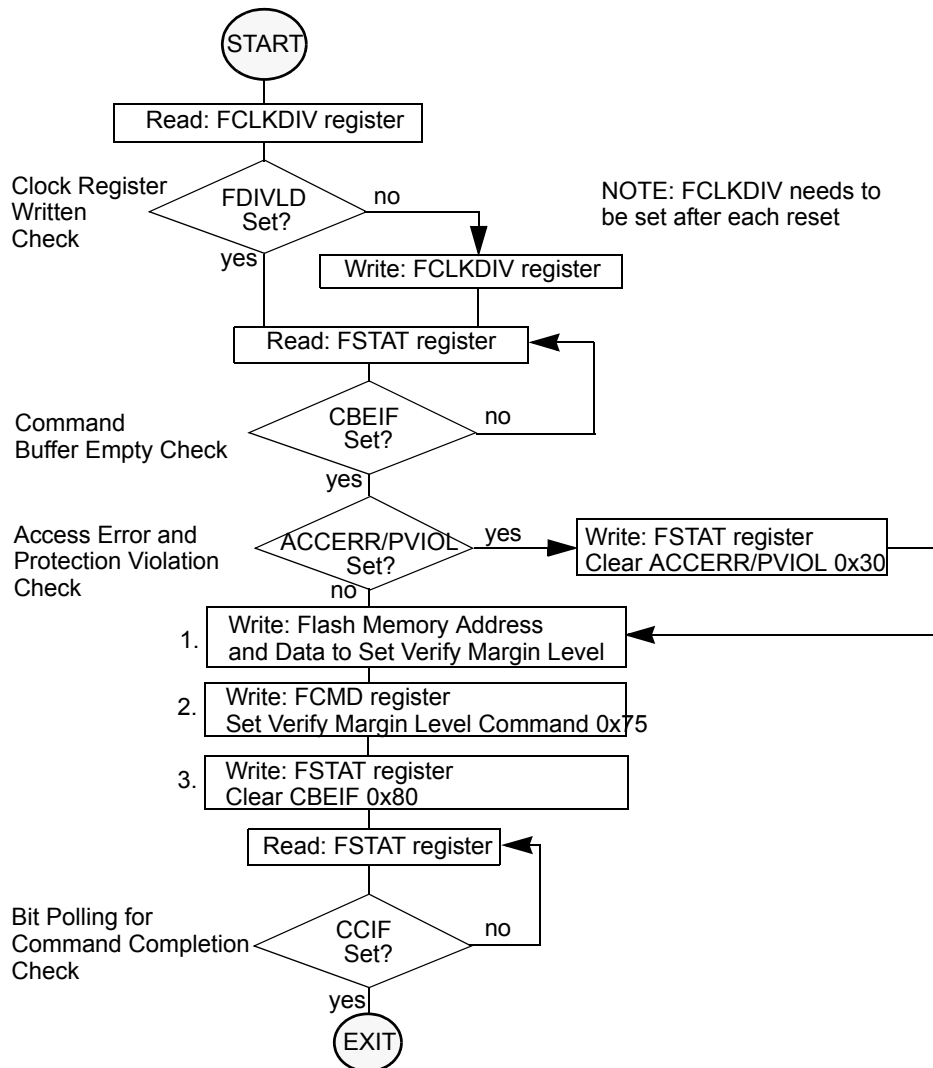 START
Read: FCLKDIV register
Clock Register
Written
Check
FDIVLD
Set?
no
yes
NOTE: FCLKDIV needs to
be set after each reset
Write: FCLKDIV register
Read: FSTAT register
Command
Buffer Empty Check
CBEIF
Set?
no
yes
Access Error and
Protection Violation
Check
ACCERR/PVIOL
Set?
yes
no
Write: FSTAT register
Clear ACCERR/PVIOL 0x30
1.
Write: Flash Memory Address
and Data to Set Verify Margin Level
2.
Write: FCMD register
Set Verify Margin Level Command 0x75
3.
Write: FSTAT register
Clear CBEIF 0x80
Read: FSTAT register
Bit Polling for
Command Completion
Check
CCIF
Set?
no
yes
EXIT